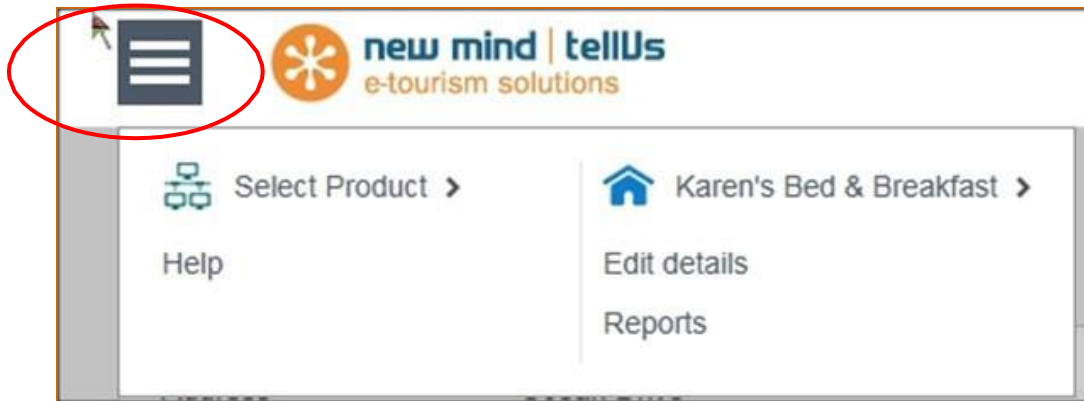 new mind | tellUs
e-tourism solutions
Select Product >
Karen's Bed & Breakfast >
Help
Edit details
Reports